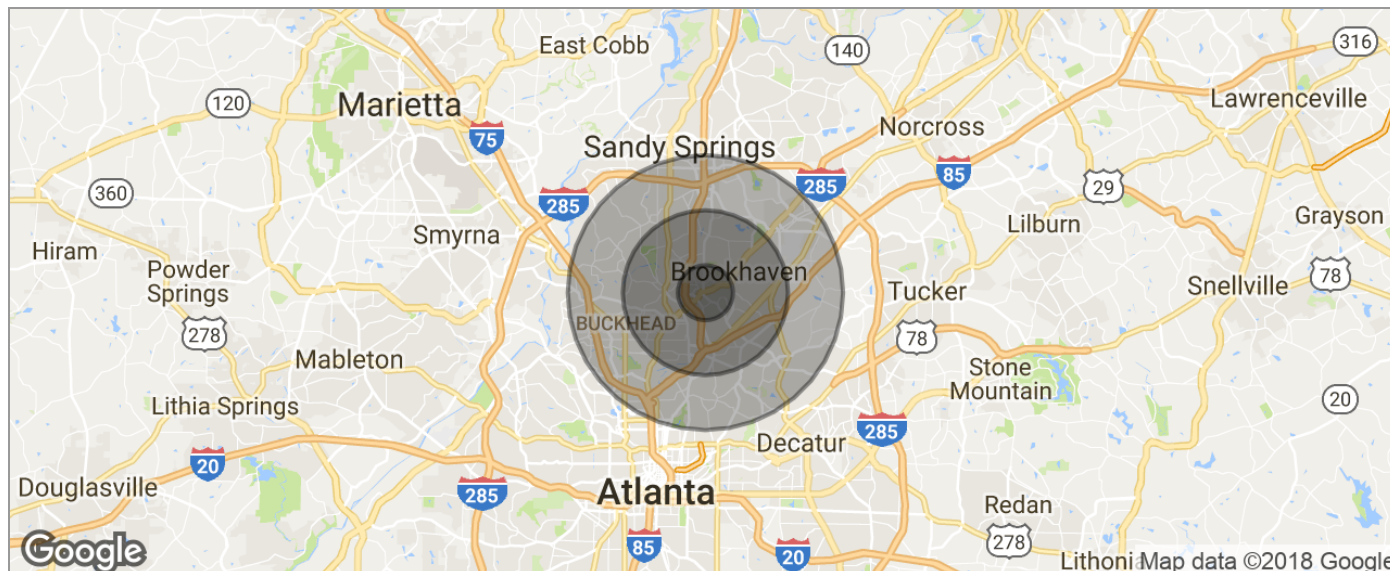 East Cobb
140
316
120
Marietta
Lawrenceville
75
Norcross
Sandy Springs
85
285
285
29
360
Grayson
Lilburn
Smyrna
Hiram
Powder
Springs
Brookhaven
78
Snellville
Tucker
278
BUCKHEAD
78
Mableton
Stone
Mountain
20
Lithia Springs
285
Decatur
20
Douglasville
285
Atlanta
Redan
278
85
20
Google
Lithoni
Map data ©2018 Google